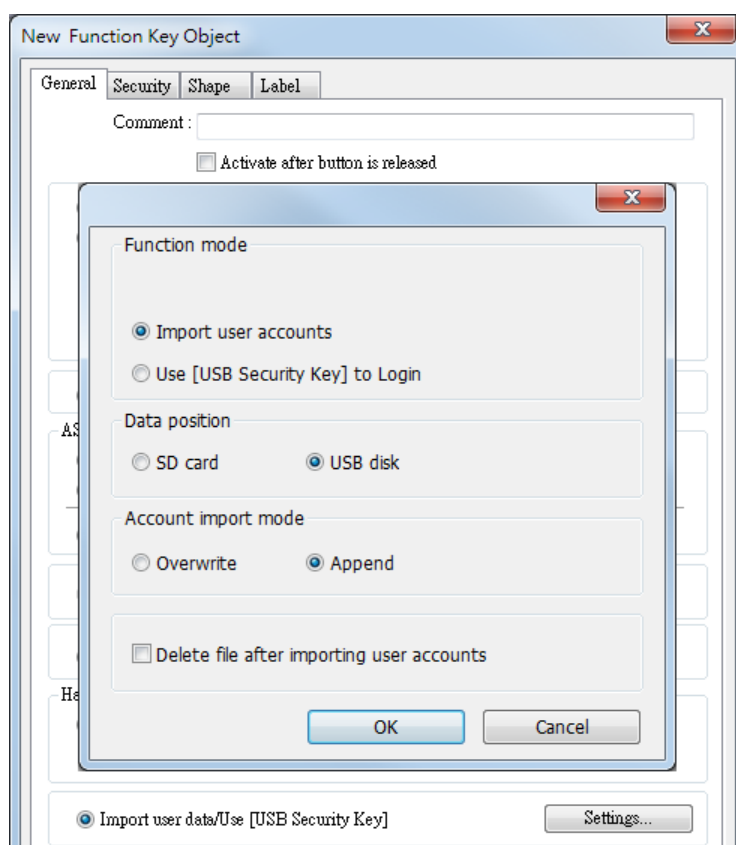 New Function Key Object
General Security Shape Label
Comment :
Activate after button is released
Function mode
Import user accounts
Use [USB Security Key] to Login
Data position
SD card USB disk
Account import mode
Overwrite Append
Delete file after importing user accounts
OK Cancel
AS
Ha
Import user data/Use [USB Security Key] Settings...